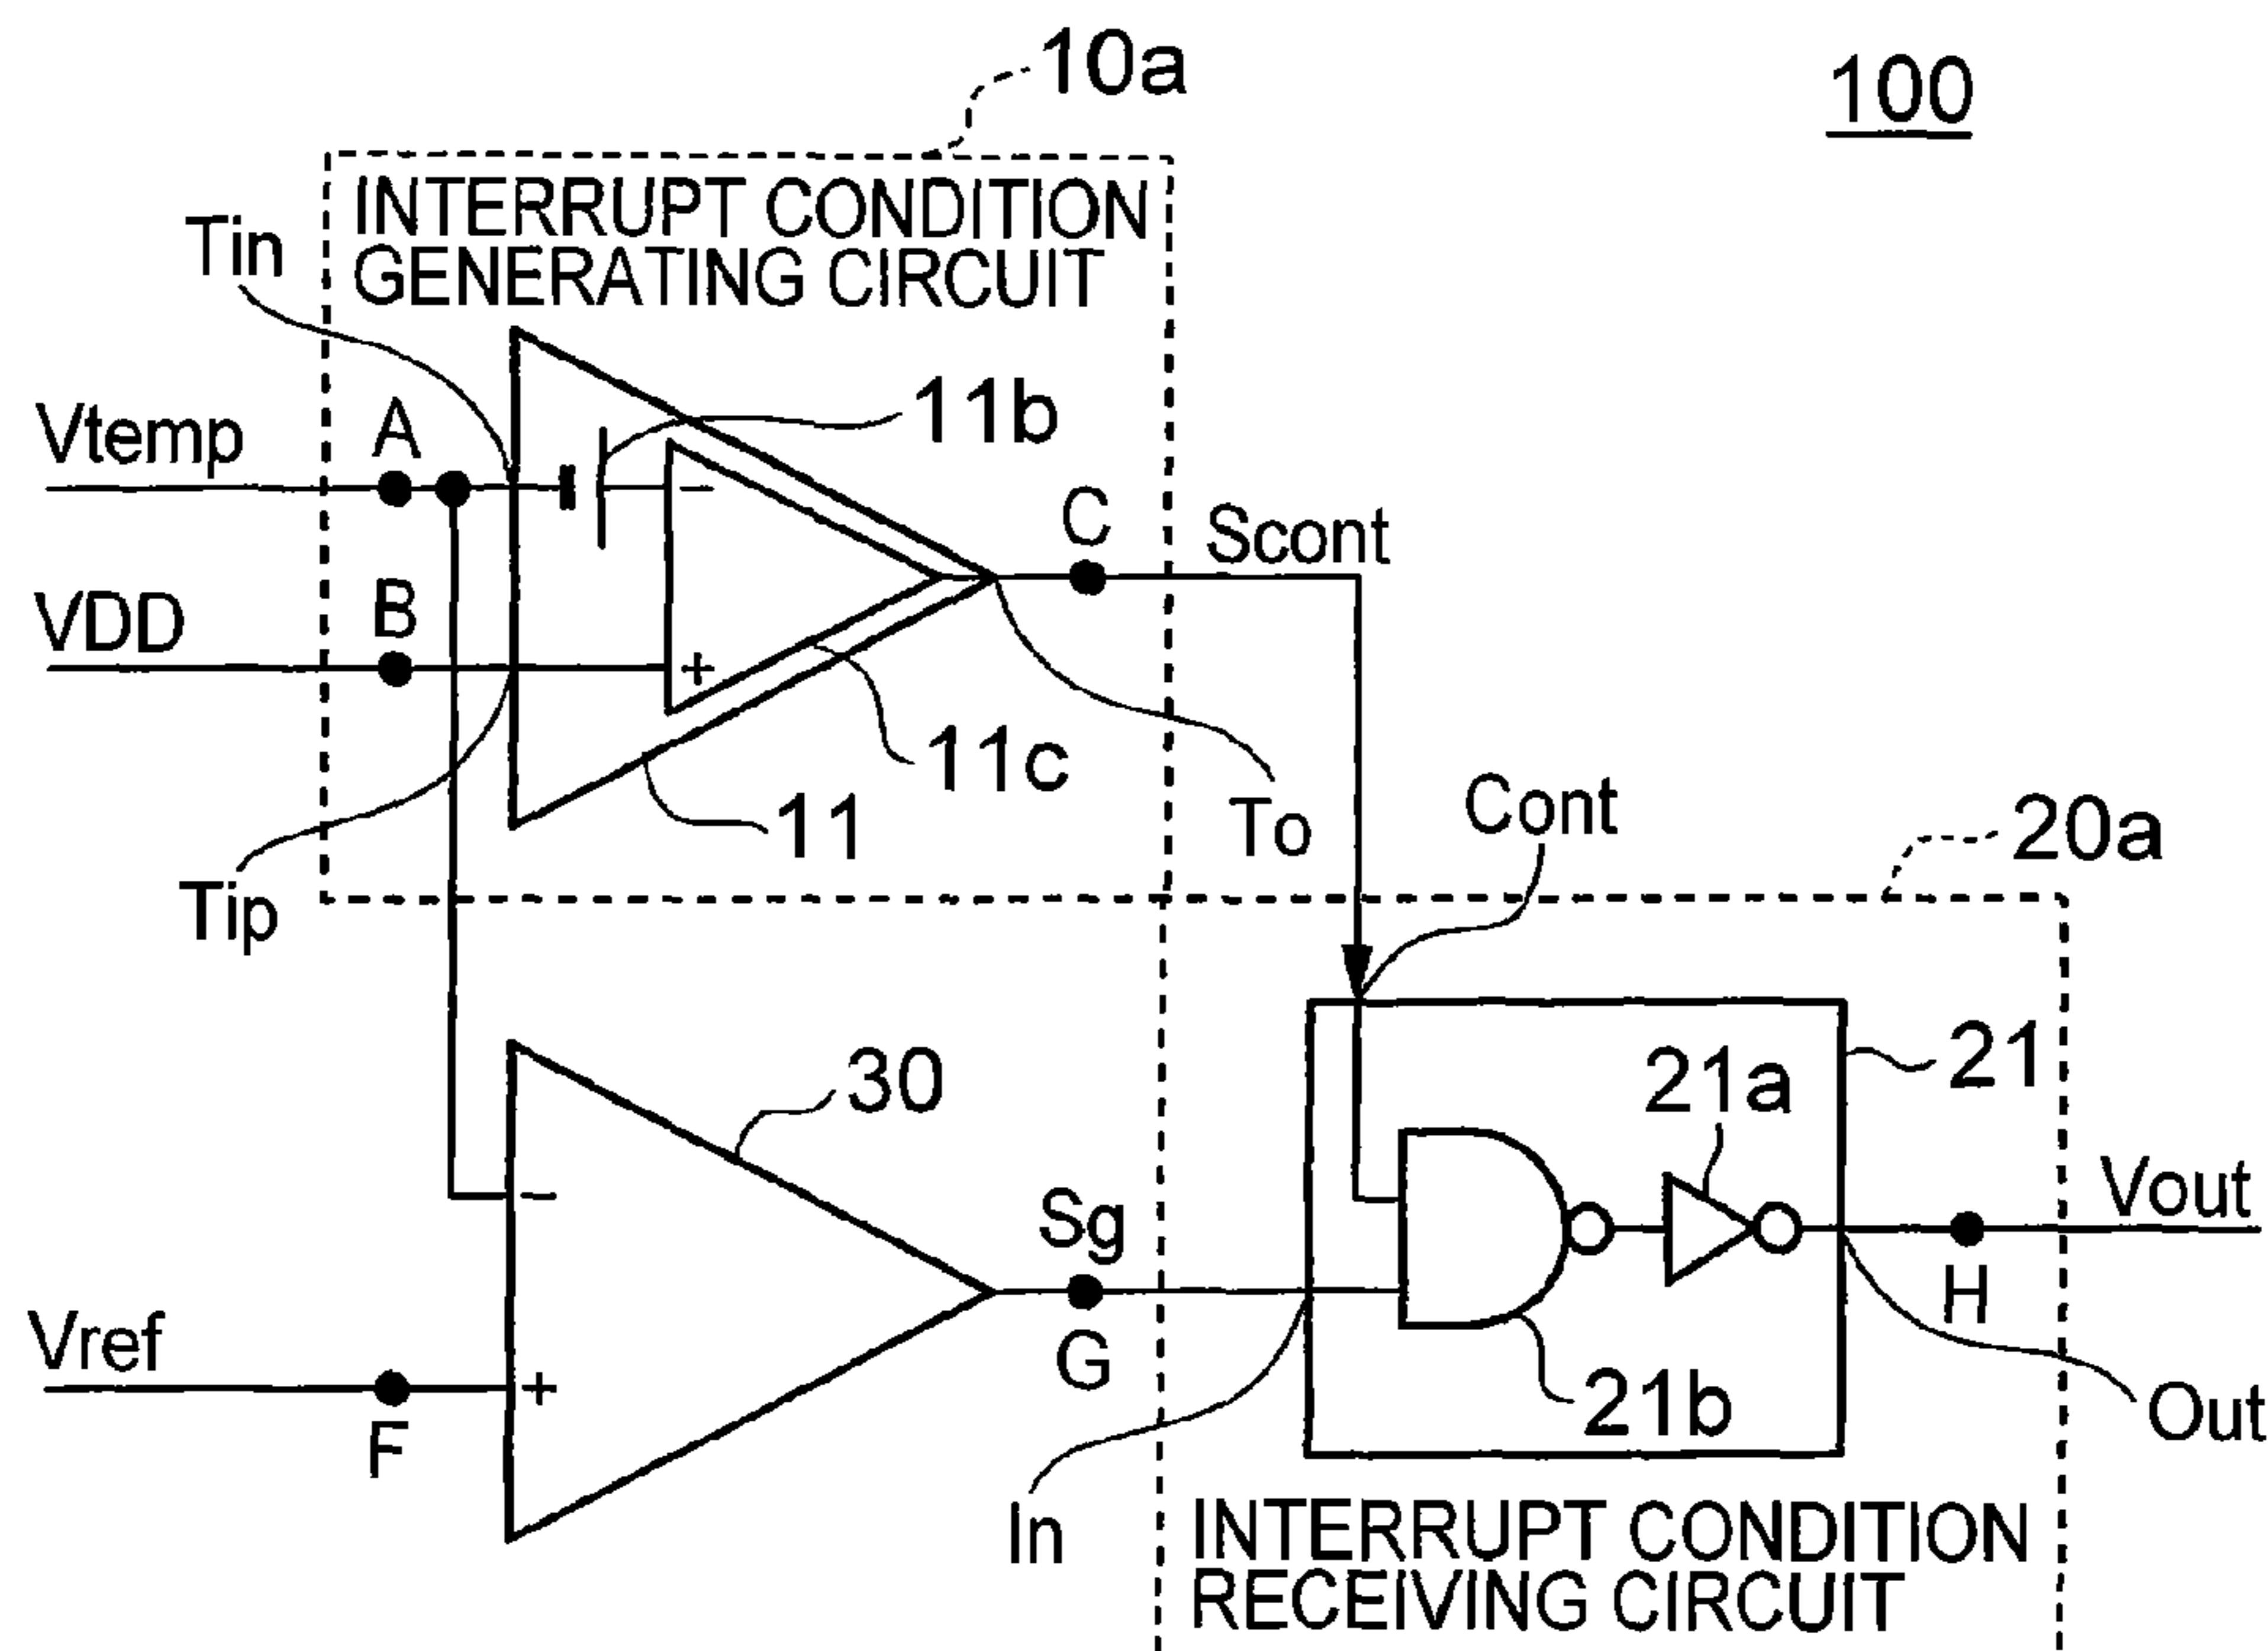 10a
100
INTERRUPT CONDITION
GENERATING CIRCUIT
Tin
11b
Vtemp
A
C
Scont
VDD
B
−
+
11c
11
To
Cont
20a
Tip
30
21
21a
Vout
Sg
−
H
G
Vref
+
F
21b
Out
In
INTERRUPT CONDITION
RECEIVING CIRCUIT